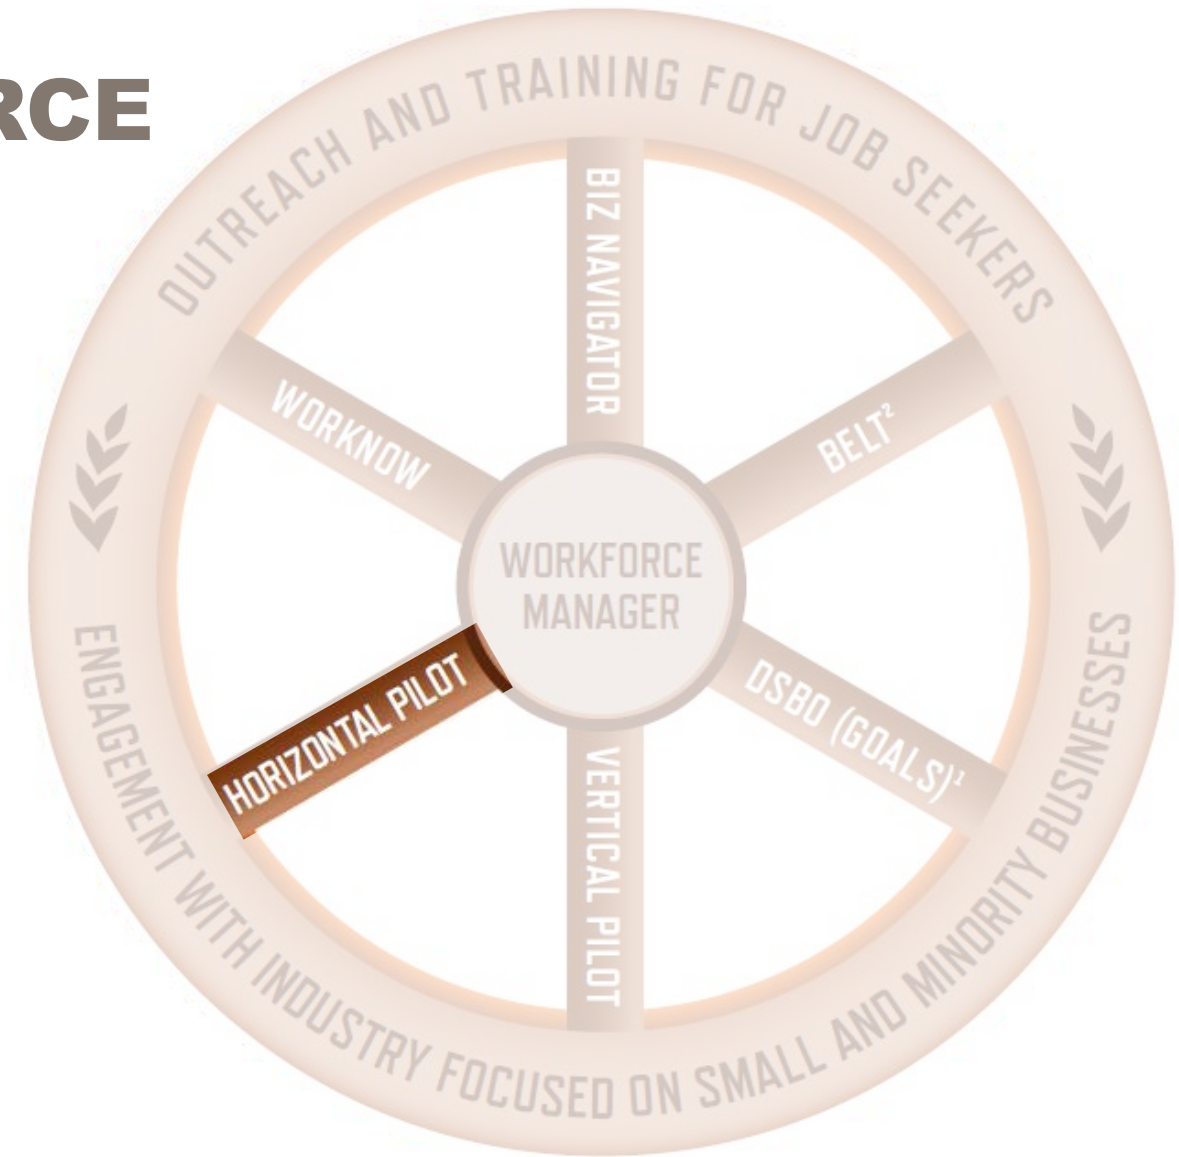 RCE
OUTREACH AND TRAINING FOR JOB SEEKERS
BIZ NAVIGATOR
WORKNOW
BELT²
WORKFORCE
MANAGER
HORIZONTAL PILOT
DSBO (GOALS)¹
VERTICAL PILOT
ENGAGEMENT WITH INDUSTRY FOCUSED ON SMALL AND MINORITY BUSINESSES